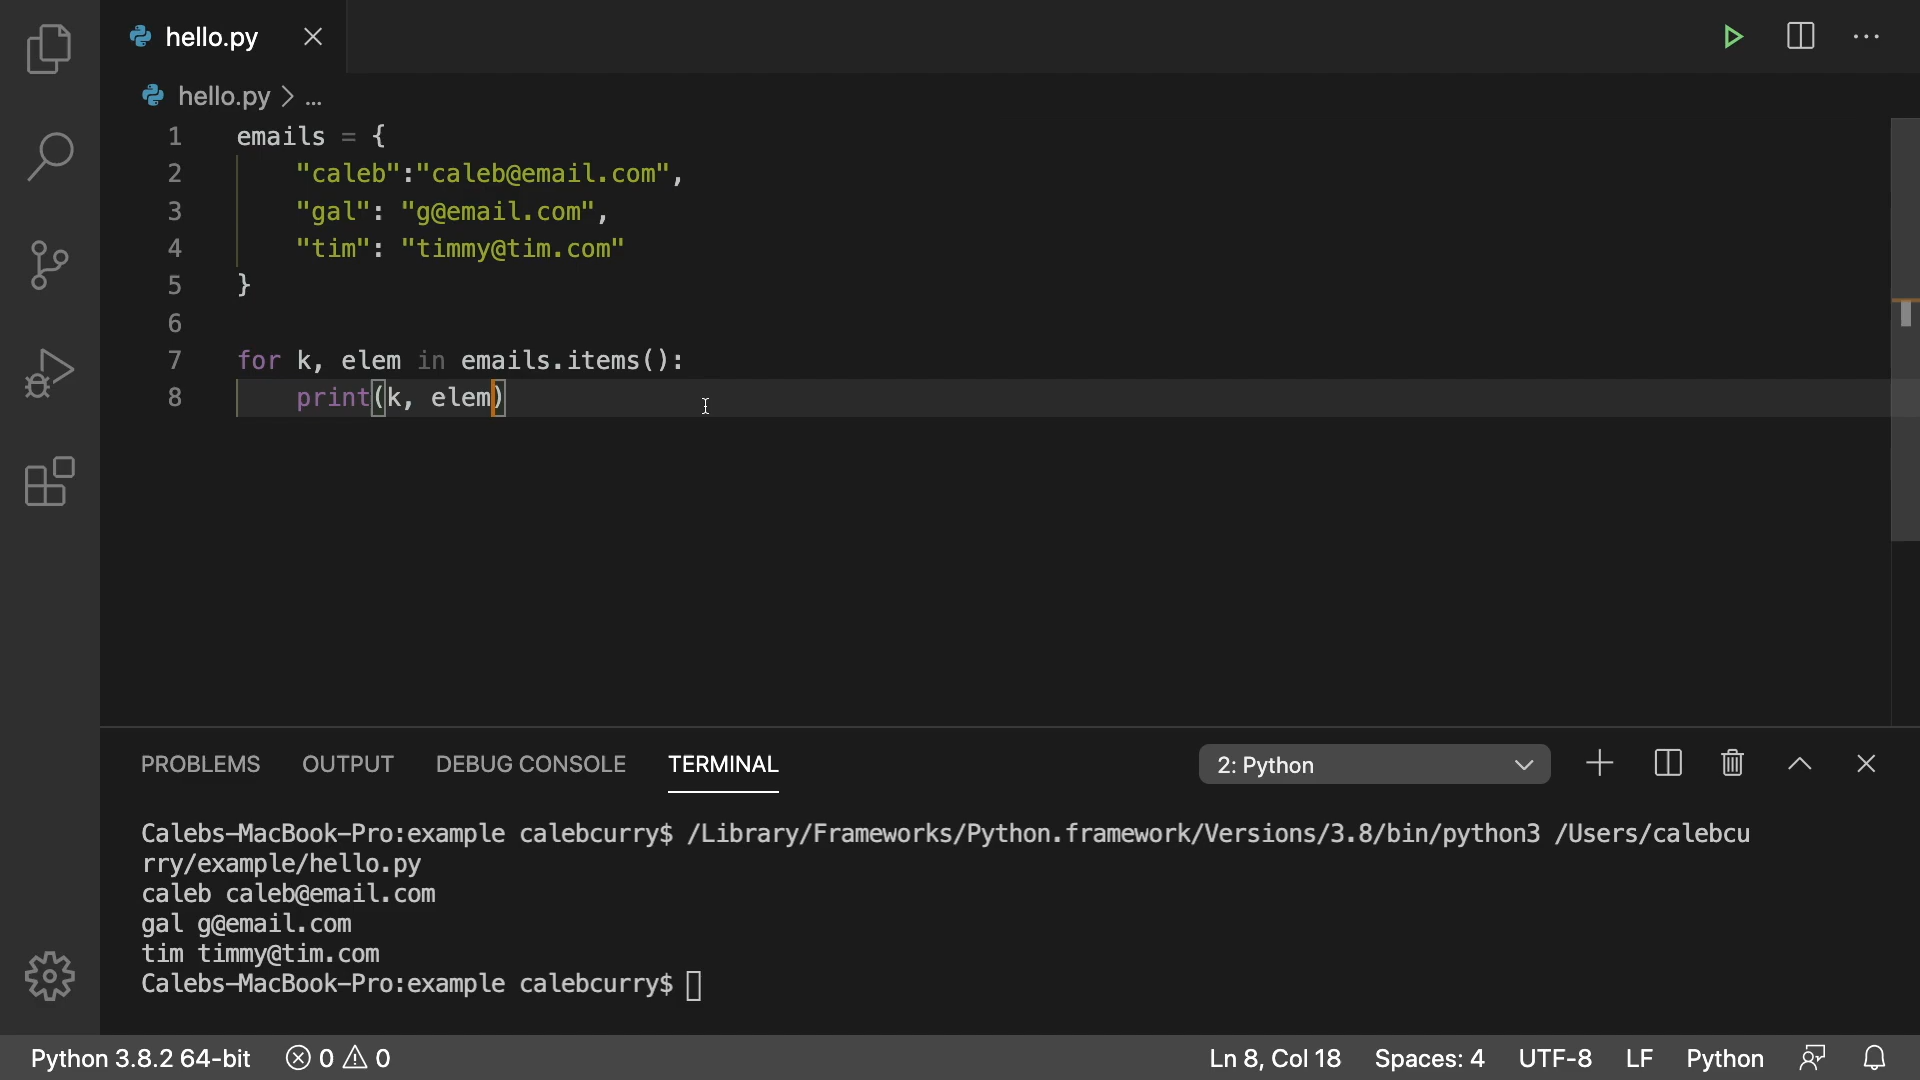 hello.py
hello.py > ...
1 emails = {
2 "caleb":"caleb@email.com",
3 "gal": "g@email.com",
4 "tim": "timmy@tim.com"
5 }
6
7 for k, elem in emails.items():
8 print(k, elem)
PROBLEMS OUTPUT DEBUG CONSOLE TERMINAL 2: Python
Calebs-MacBook-Pro:example calebcurry$ /Library/Frameworks/Python.framework/Versions/3.8/bin/python3 /Users/calebcu
rry/example/hello.py
caleb caleb@email.com
gal g@email.com
tim timmy@tim.com
Calebs-MacBook-Pro:example calebcurry$
Python 3.8.2 64-bit 0 0 Ln 8, Col 18 Spaces: 4 UTF-8 LF Python